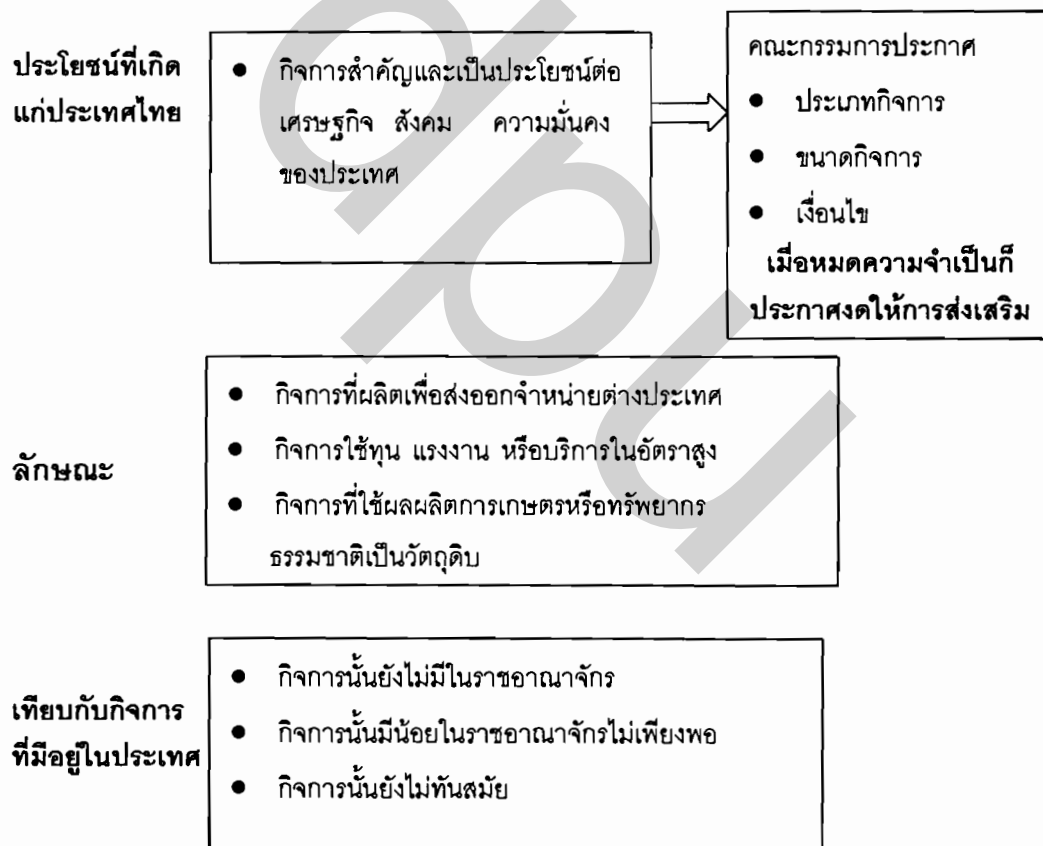 ประโยชน์ที่เกิด
แก่ประเทศไทย
● กิจการสำคัญและเป็นประโยชน์ต่อ
เศรษฐกิจ สังคม ความมั่นคง
ของประเทศ
คณะกรรมการประกาศ
● ประเภทกิจการ
● ขนาดกิจการ
● เงื่อนไข
เมื่อหมดความจำเป็นก็
ประกาศงดให้การส่งเสริม
ลักษณะ
● กิจการที่ผลิตเพื่อส่งออกจำหน่ายต่างประเทศ
● กิจการใช้ทุน แรงงาน หรือบริการในอัตราสูง
● กิจการที่ใช้ผลผลิตการเกษตรหรือทรัพยากร
ธรรมชาติเป็นวัตถุดิบ
เทียบกับกิจการ
ที่มีอยู่ในประเทศ
● กิจการนั้นยังไม่มีในราชอาณาจักร
● กิจการนั้นมีน้อยในราชอาณาจักรไม่เพียงพอ
● กิจการนั้นยังไม่ทันสมัย
dpu